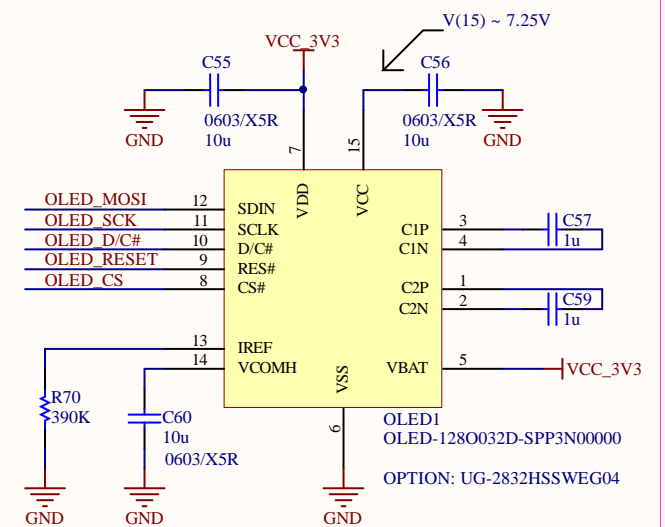 V(15) ~ 7.25V
VCC_3V3
C55
C56
0603/X5R
10u
0603/X5R
10u
GND
GND
7
15
VDD
VCC
OLED_MOSI
12
SDIN
OLED_SCK
11
SCLK
C1P
3
C57
OLED_D/C#
10
D/C#
C1N
4
1u
OLED_RESET
9
RES#
OLED_CS
8
CS#
C2P
1
C2N
2
C59
1u
13
IREF
14
VCOMH
VSS
VBAT
5
VCC_3V3
R70
390K
C60
10u
0603/X5R
6
OLED1
OLED-128O032D-SPP3N00000
OPTION: UG-2832HSSWEG04
GND
GND
GND